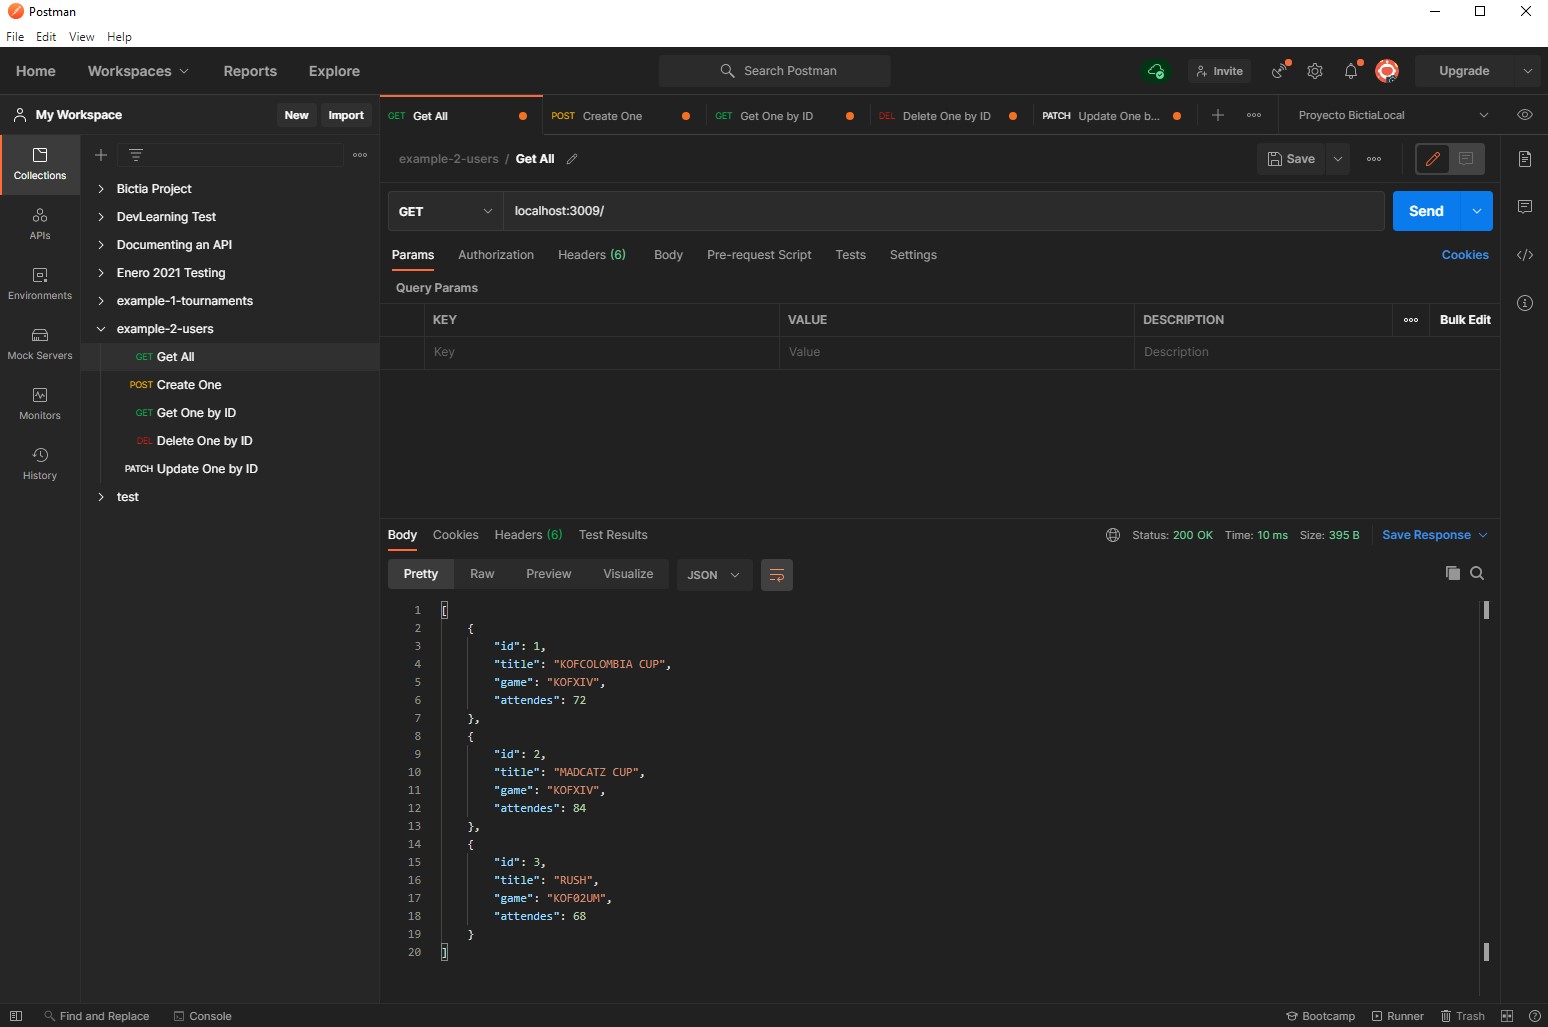 Postman
File Edit View Help
Home Workspaces Reports Explore Search Postman Invite Upgrade
My Workspace New Import
GET Get All POST Create One GET Get One by ID DEL Delete One by ID PATCH Update One b... Proyecto BictiaLocal
Collections
APIs
Environments
Mock Servers
Monitors
History
Bictia Project
DevLearning Test
Documenting an API
Enero 2021 Testing
example-1-tournaments
example-2-users
GET Get All
POST Create One
GET Get One by ID
DEL Delete One by ID
PATCH Update One by ID
test
example-2-users / Get All Save
GET localhost:3009/ Send
Params Authorization Headers (6) Body Pre-request Script Tests Settings Cookies
Query Params
KEY VALUE DESCRIPTION Bulk Edit
Key Value Description
Body Cookies Headers (6) Test Results Status: 200 OK Time: 10 ms Size: 395 B Save Response
Pretty Raw Preview Visualize JSON
1 [
2 {
3 "id": 1,
4 "title": "KOFCOLOMBIA CUP",
5 "game": "KOFXIV",
6 "attendes": 72
7 },
8 {
9 "id": 2,
10 "title": "MADCATZ CUP",
11 "game": "KOFXIV",
12 "attendes": 84
13 },
14 {
15 "id": 3,
16 "title": "RUSH",
17 "game": "KOF02UM",
18 "attendes": 68
19 }
20 ]
Find and Replace Console Bootcamp Runner Trash